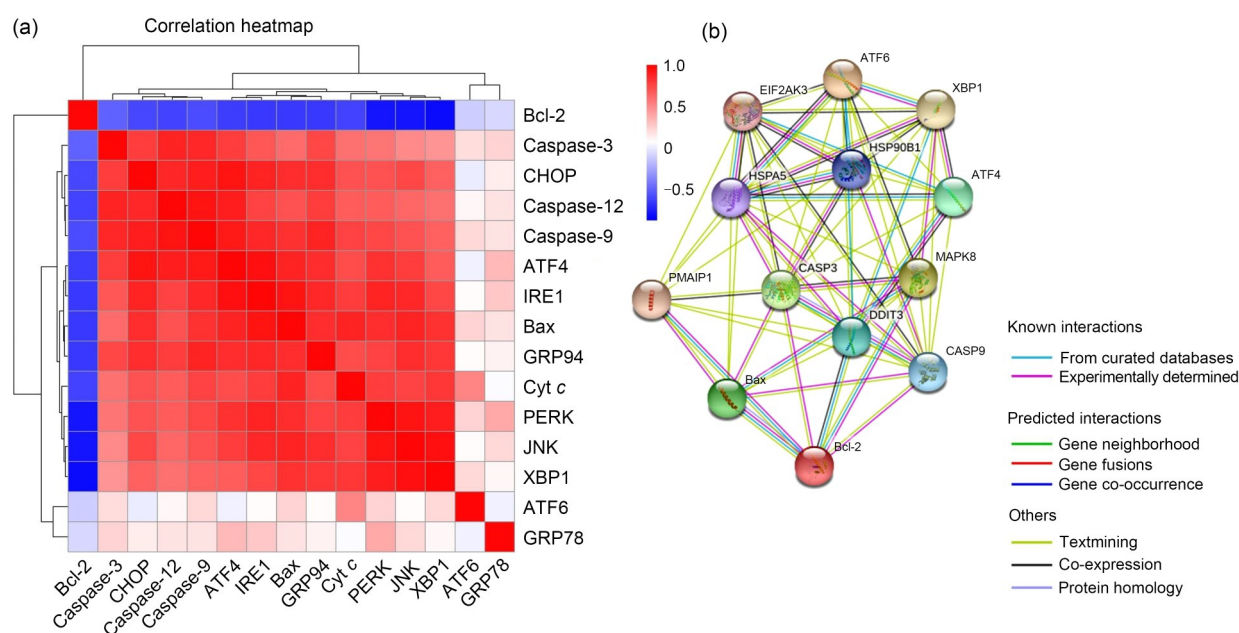 (a)
Correlation heatmap
1.0
0.5
0
−0.5
Bcl-2
Caspase-3
CHOP
Caspase-12
Caspase-9
ATF4
IRE1
Bax
GRP94
Cyt c
PERK
JNK
XBP1
ATF6
GRP78
Bcl-2
Caspase-3
CHOP
Caspase-12
Caspase-9
ATF4
IRE1
Bax
GRP94
Cyt c
PERK
JNK
XBP1
ATF6
GRP78
(b)
ATF6
EIF2AK3
XBP1
HSP90B1
HSPA5
ATF4
MAPK8
CASP3
PMAIP1
DDIT3
CASP9
Bax
Bcl-2
Known interactions
From curated databases
Experimentally determined
Predicted interactions
Gene neighborhood
Gene fusions
Gene co-occurrence
Others
Textmining
Co-expression
Protein homology